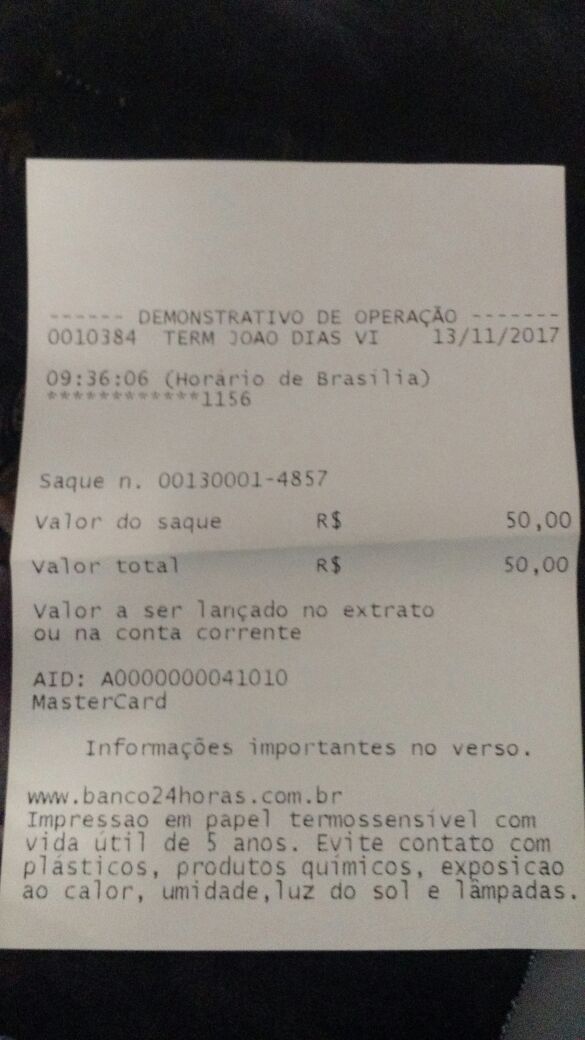 ------ DEMONSTRATIVO DE OPERAÇÃO -------
0010384 TERM JOAO DIAS VI 13/11/2017
09:36:06 (Horário de Brasília)
************1156
Saque n. 00130001-4857
Valor do saque R$ 50,00
Valor total R$ 50,00
Valor a ser lançado no extrato
ou na conta corrente
AID: A0000000041010
MasterCard
Informações importantes no verso.
www.banco24horas.com.br
Impressao em papel termossensível com
vida útil de 5 anos. Evite contato com
plásticos, produtos químicos, exposicao
ao calor, umidade,luz do sol e lâmpadas.